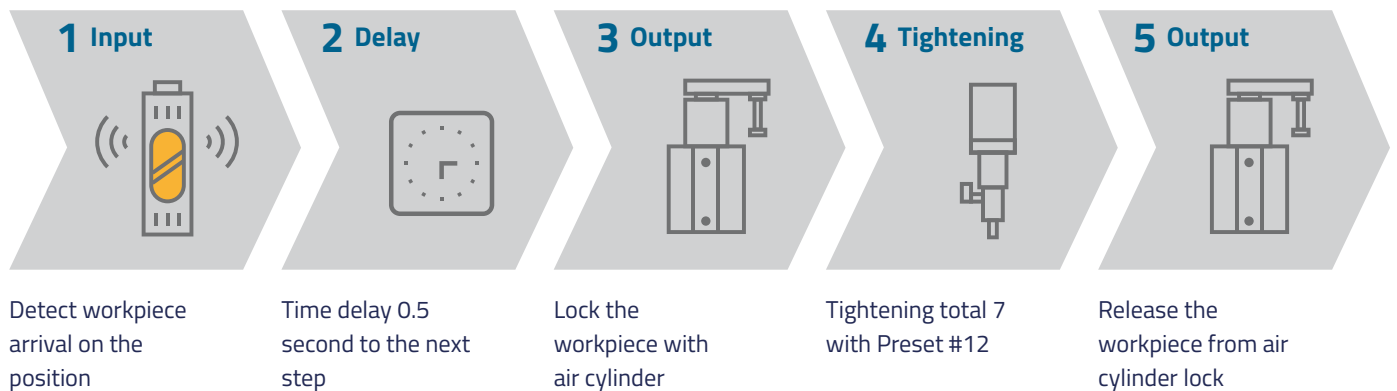 1 Input
2 Delay
3 Output
4 Tightening
5 Output
Detect workpiece
arrival on the
position
Time delay 0.5
second to the next
step
Lock the
workpiece with
air cylinder
Tightening total 7
with Preset #12
Release the
workpiece from air
cylinder lock